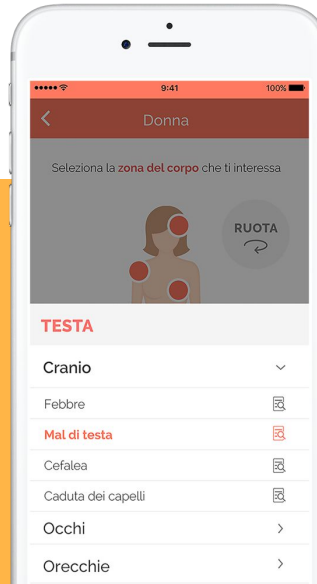 9:41
100%
Donna
Seleziona la zona del corpo che ti interessa
RUOTA
TESTA
Cranio
Febbre
Mal di testa
Cefalea
Caduta dei capelli
Occhi
Orecchie